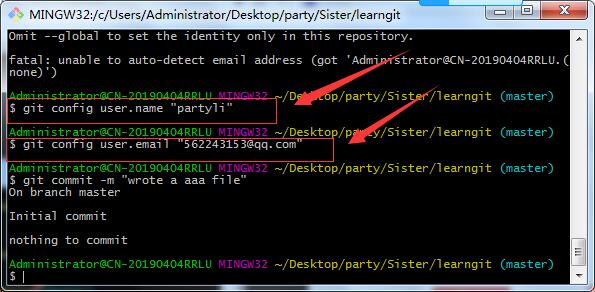 MINGW32:/c/Users/Administrator/Desktop/party/Sister/learngit
Omit --global to set the identity only in this repository.
fatal: unable to auto-detect email address (got 'Administrator@CN-20190404RRLU.(
none)')
Administrator@CN-20190404RRLU MINGW32 ~/Desktop/party/Sister/learngit (master)
$ git config user.name "partyli"
Administrator@CN-20190404RRLU MINGW32 ~/Desktop/party/Sister/learngit (master)
$ git config user.email "562243153@qq.com"
Administrator@CN-20190404RRLU MINGW32 ~/Desktop/party/Sister/learngit (master)
$ git commit -m "wrote a aaa file"
On branch master
Initial commit
nothing to commit
Administrator@CN-20190404RRLU MINGW32 ~/Desktop/party/Sister/learngit (master)
$